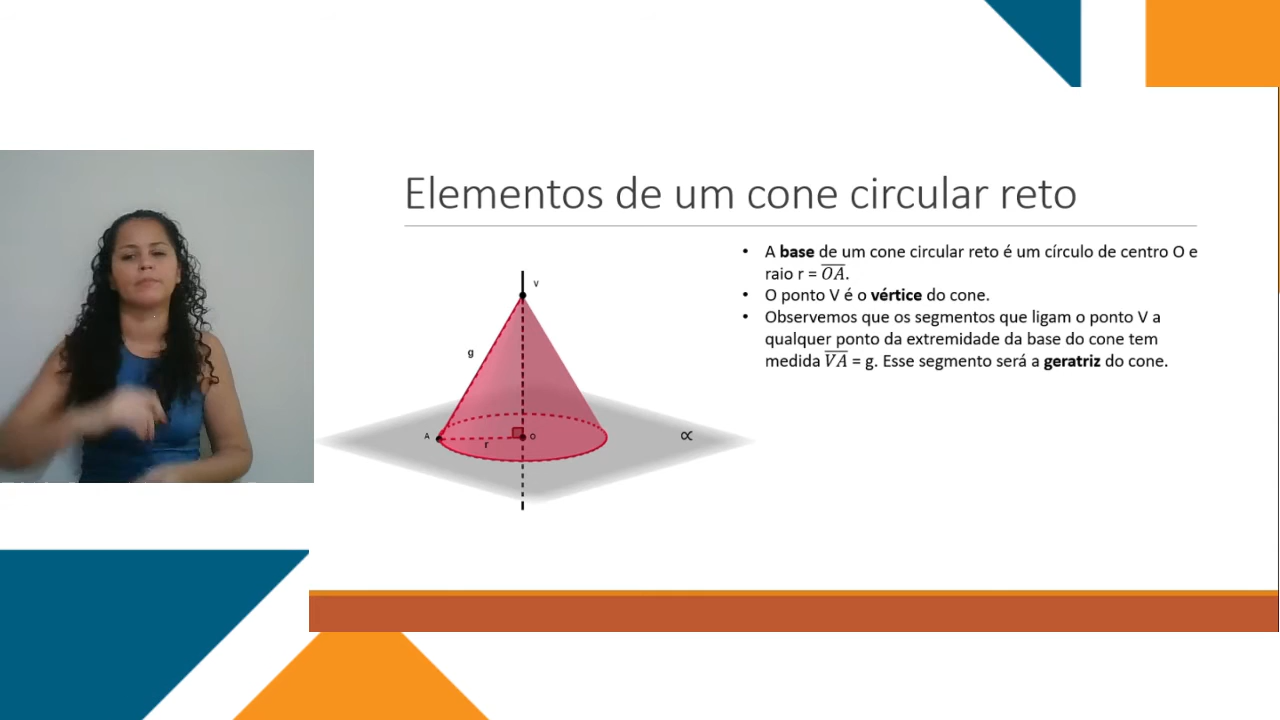 Elementos de um cone circular reto
• A base de um cone circular reto é um círculo de centro O e
raio r = O͞A͞.
• O ponto V é o vértice do cone.
• Observemos que os segmentos que ligam o ponto V a
qualquer ponto da extremidade da base do cone tem
medida V͞A͞ = g. Esse segmento será a geratriz do cone.
V
g
A
r
O
∝